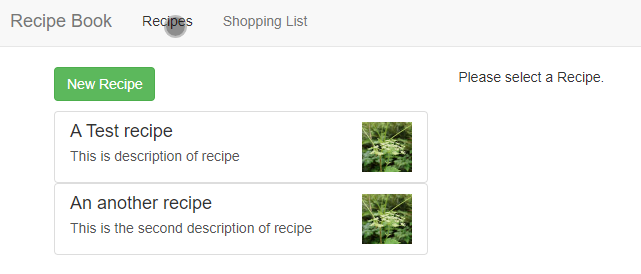 Recipe Book Recipes Shopping List
New Recipe
Please select a Recipe.
A Test recipe
This is description of recipe
An another recipe
This is the second description of recipe